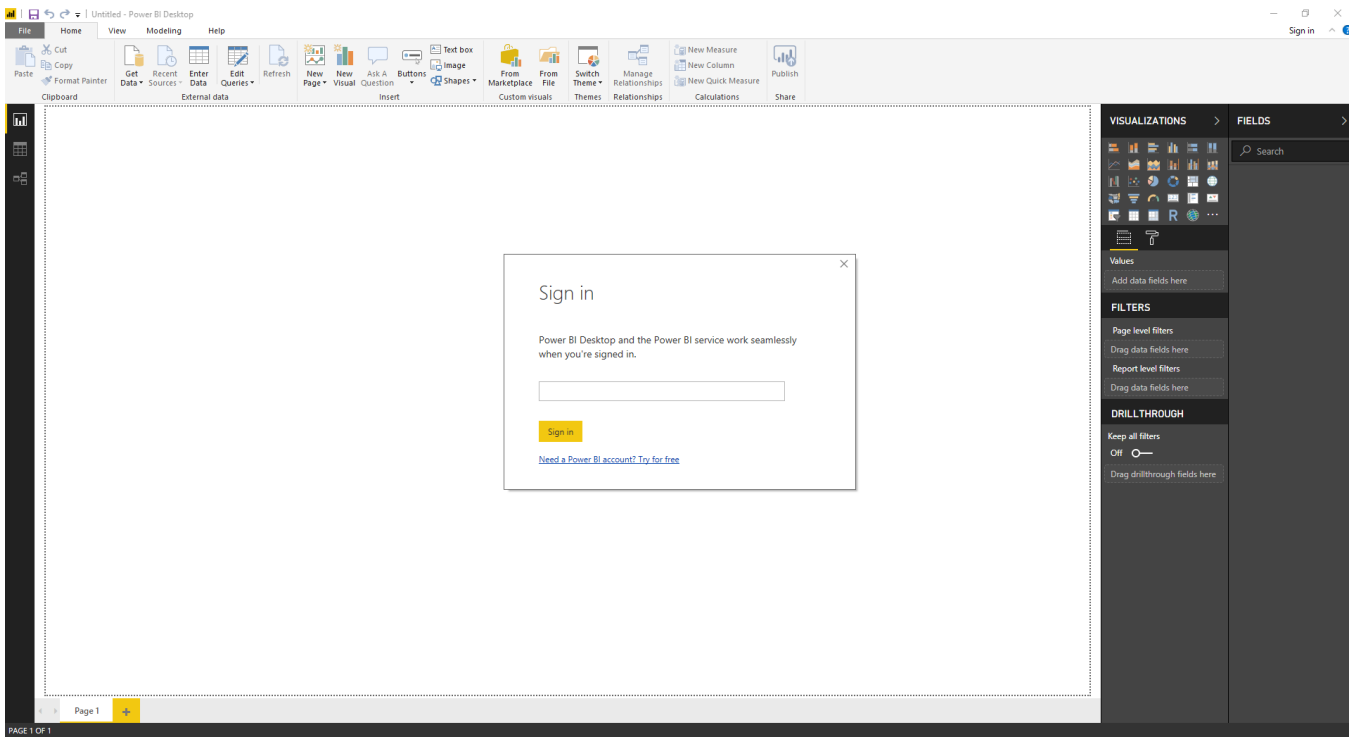 Untitled - Power BI Desktop
File Home View Modeling Help
Sign in
Paste
Cut
Copy
Format Painter
Clipboard
Get Data
Recent Sources
Enter Data
Edit Queries
Refresh
External data
New Page
New Visual
Ask A Question
Buttons
Text box
Image
Shapes
Insert
From Marketplace
From File
Custom visuals
Switch Theme
Themes
Manage Relationships
Relationships
New Measure
New Column
New Quick Measure
Calculations
Publish
Share
Sign in
Power BI Desktop and the Power BI service work seamlessly
when you're signed in.
Sign in
Need a Power BI account? Try for free
VISUALIZATIONS
R
Values
Add data fields here
FILTERS
Page level filters
Drag data fields here
Report level filters
Drag data fields here
DRILLTHROUGH
Keep all filters
Off
Drag drillthrough fields here
FIELDS
Search
Page 1
PAGE 1 OF 1